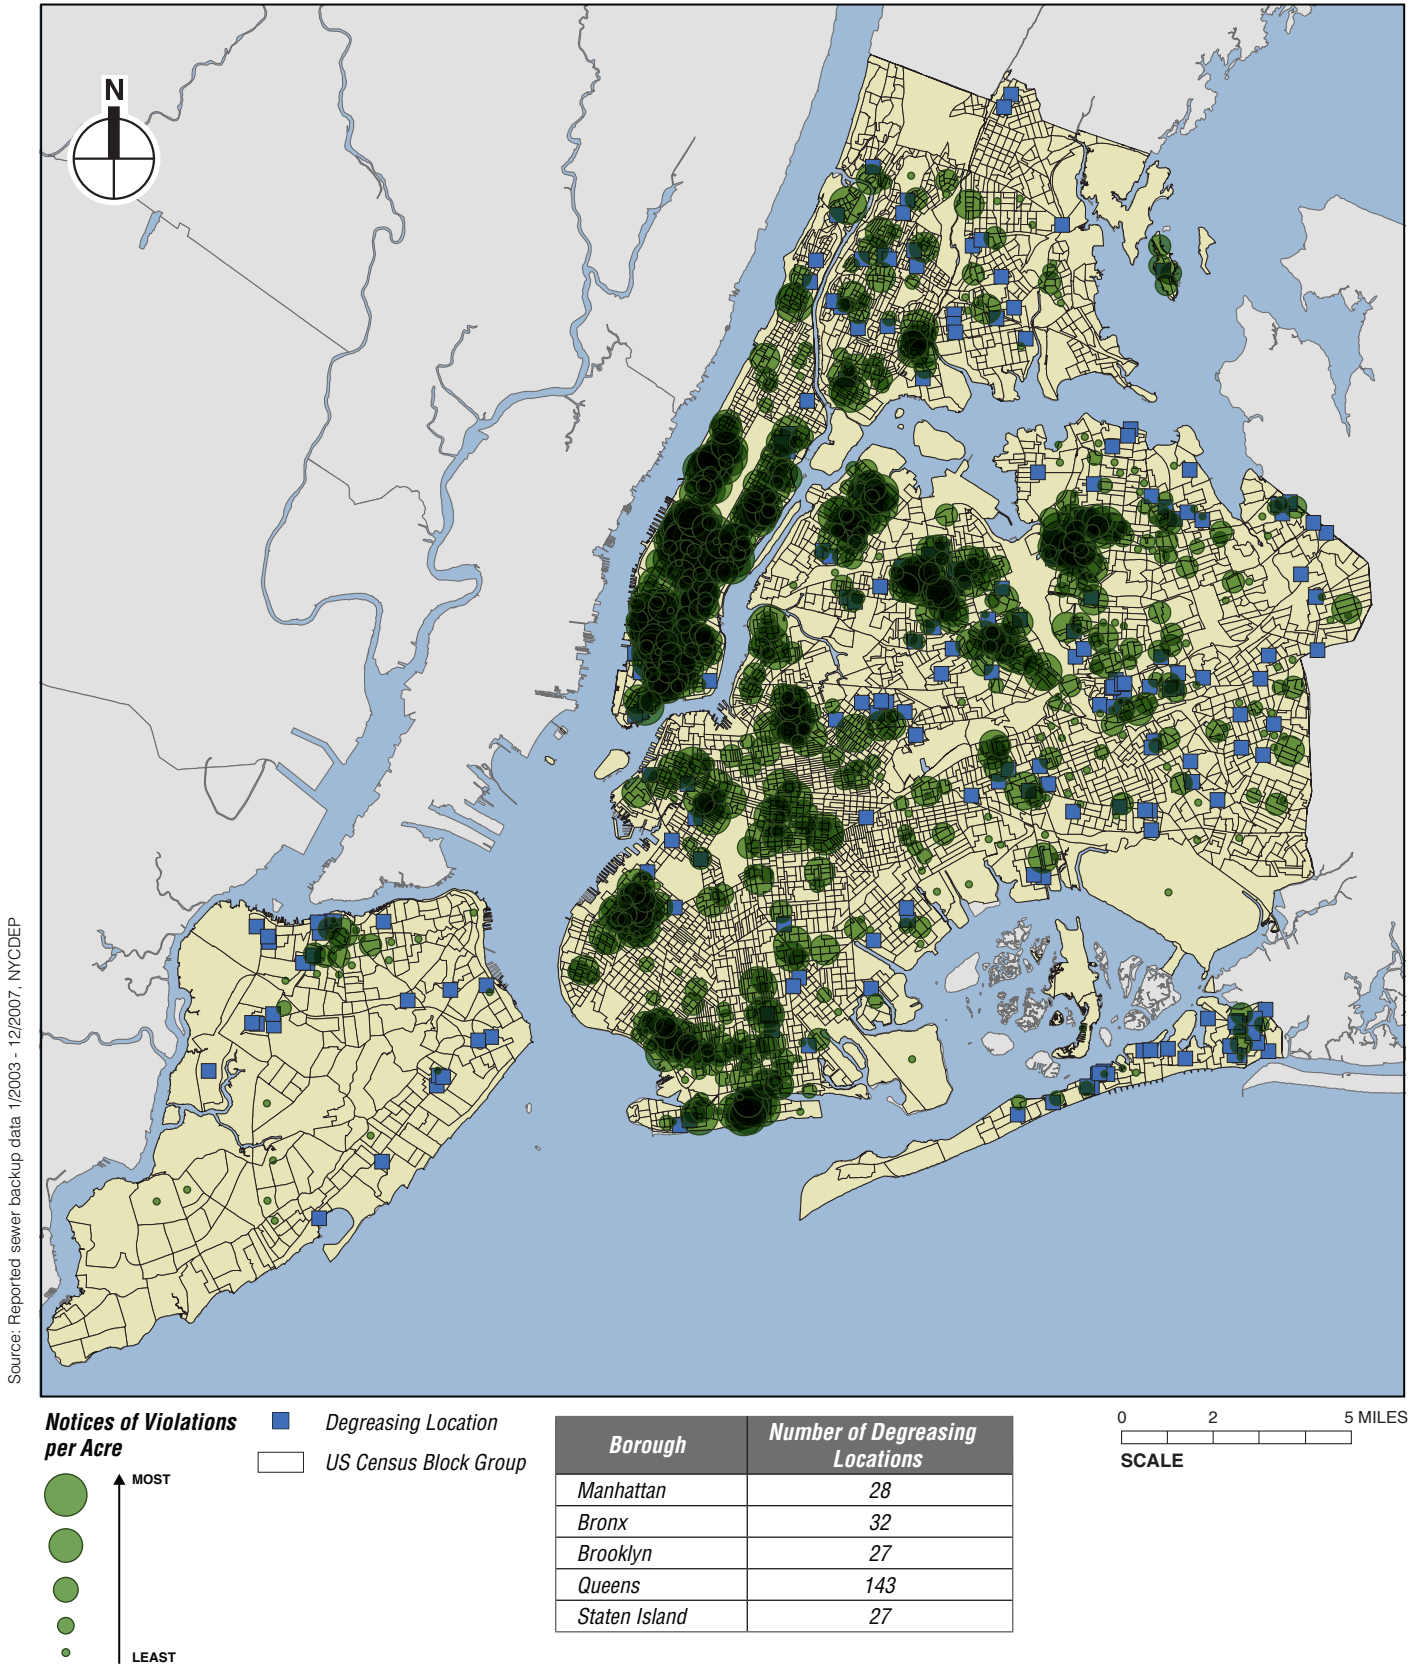 N
Source: Reported sewer backup data 1/2003 - 12/2007, NYCDEP
Notices of Violations
per Acre
MOST
LEAST
Degreasing Location
US Census Block Group
Borough Number of Degreasing
Locations
Manhattan 28
Bronx 32
Brooklyn 27
Queens 143
Staten Island 27
0 2 5 MILES
SCALE